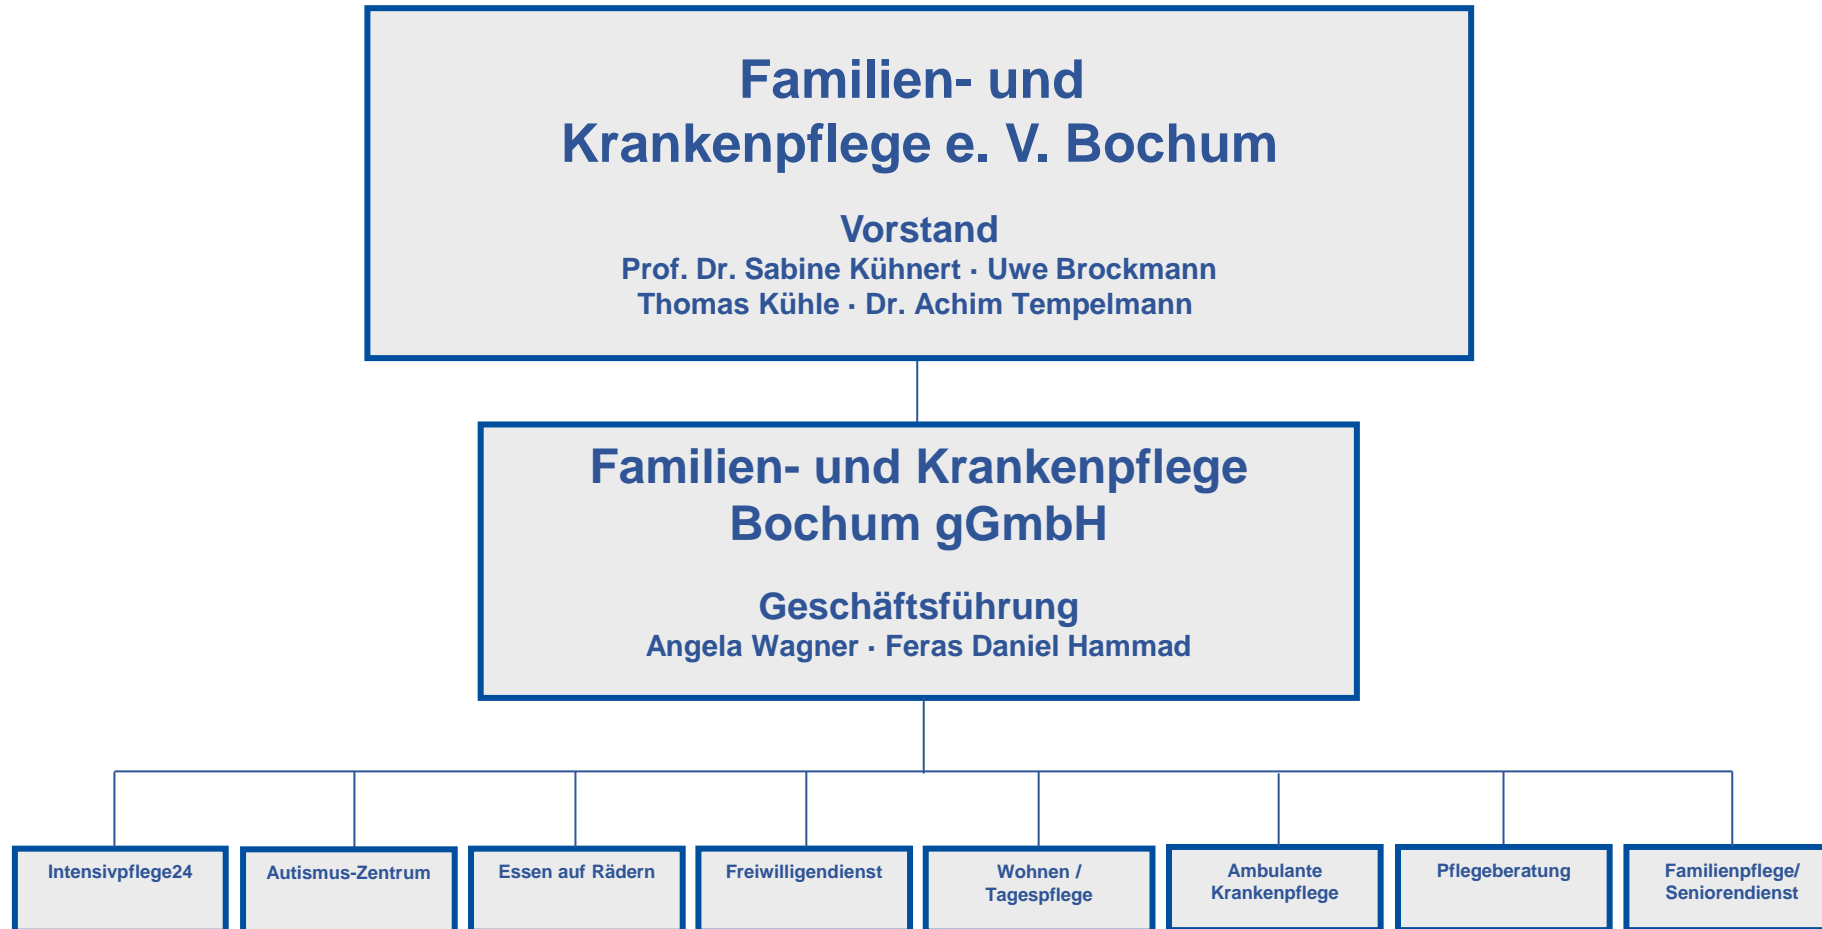 Familien- und
Krankenpflege e. V. Bochum
Vorstand
Prof. Dr. Sabine Kühnert · Uwe Brockmann
Thomas Kühle · Dr. Achim Tempelmann
Familien- und Krankenpflege
Bochum gGmbH
Geschäftsführung
Angela Wagner · Feras Daniel Hammad
Intensivpflege24
Autismus-Zentrum
Essen auf Rädern
Freiwilligendienst
Wohnen /
Tagespflege
Ambulante
Krankenpflege
Pflegeberatung
Familienpflege/
Seniorendienst